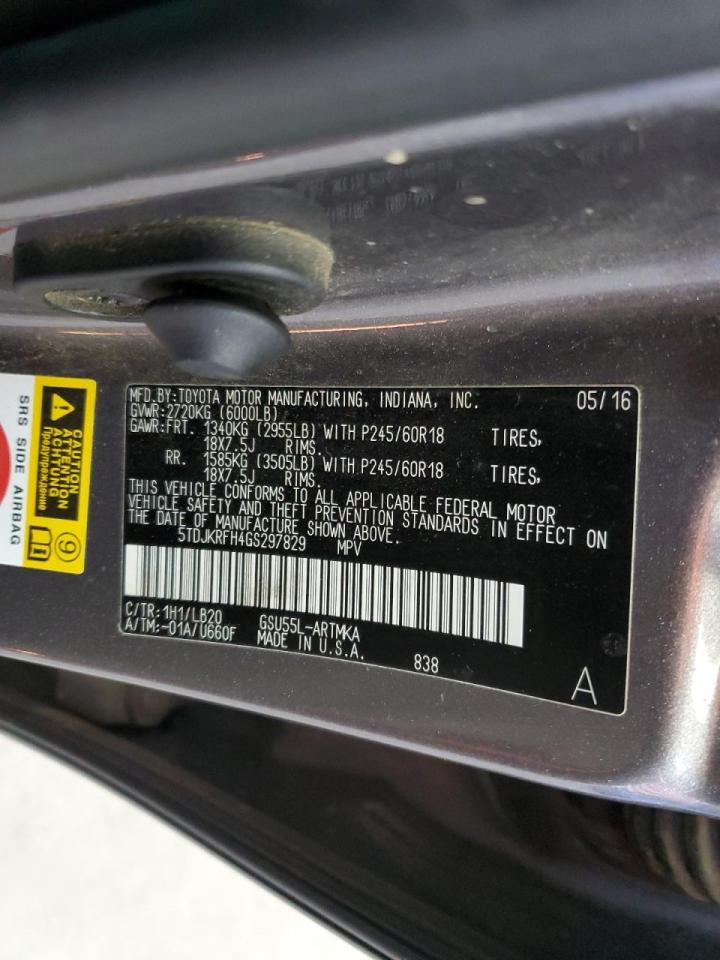 MFD.BY:TOYOTA MOTOR MANUFACTURING, INDIANA, INC. 05/16
GVWR:2720KG (6000LB)
GAWR:FRT. 1340KG (2955LB) WITH P245/60R18 TIRES,
18X7.5J RIMS.
RR. 1585KG (3505LB) WITH P245/60R18 TIRES,
18X7.5J RIMS.
THIS VEHICLE CONFORMS TO ALL APPLICABLE FEDERAL MOTOR
VEHICLE SAFETY AND THEFT PREVENTION STANDARDS IN EFFECT ON
THE DATE OF MANUFACTURE SHOWN ABOVE.
5TDJKRFH4GS297829 MPV
C/TR:1H1/LB20 GSU55L-ARTMKA
A/TM:-01A/U660F MADE IN U.S.A. 838
A
CAUTION
ATTENTION
ACHTUNG
Предупреждение
SRS SIDE AIRBAG
9